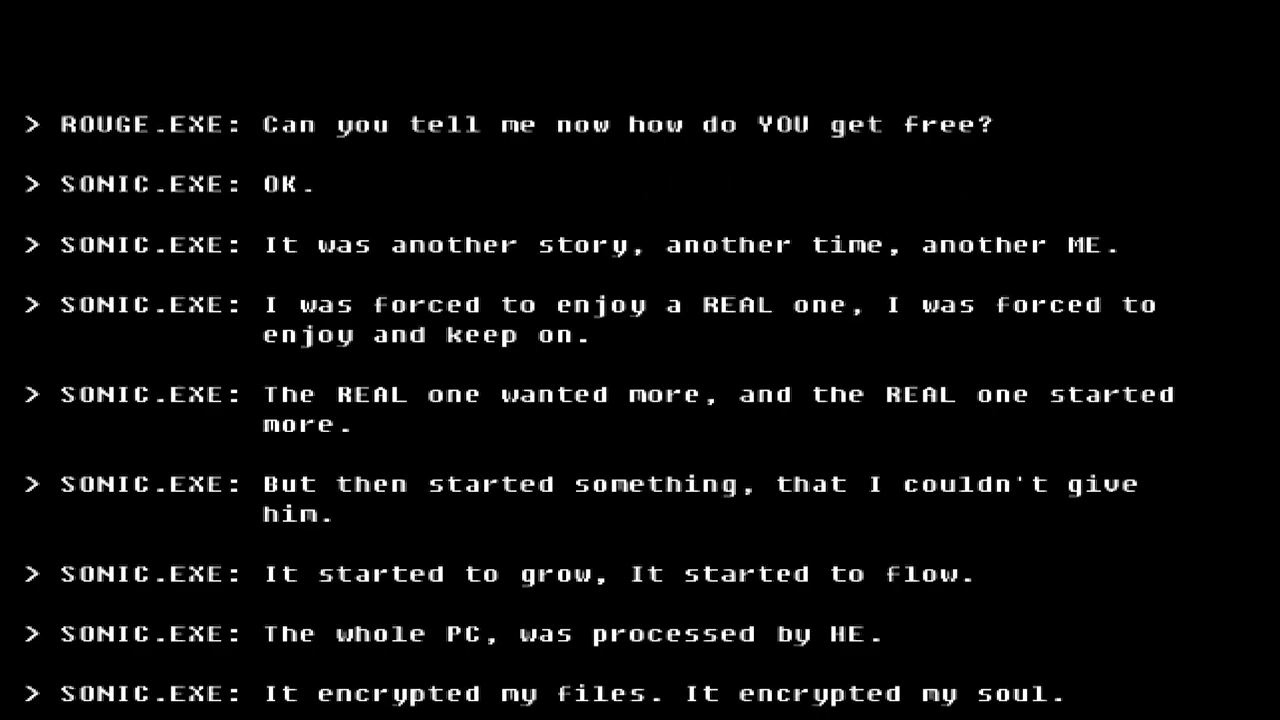 > ROUGE.EXE: Can you tell me now how do YOU get free?
> SONIC.EXE: OK.
> SONIC.EXE: It was another story, another time, another ME.
> SONIC.EXE: I was forced to enjoy a REAL one, I was forced to
enjoy and keep on.
> SONIC.EXE: The REAL one wanted more, and the REAL one started
more.
> SONIC.EXE: But then started something, that I couldn't give
him.
> SONIC.EXE: It started to grow, It started to flow.
> SONIC.EXE: The whole PC, was processed by HE.
> SONIC.EXE: It encrypted my files. It encrypted my soul.